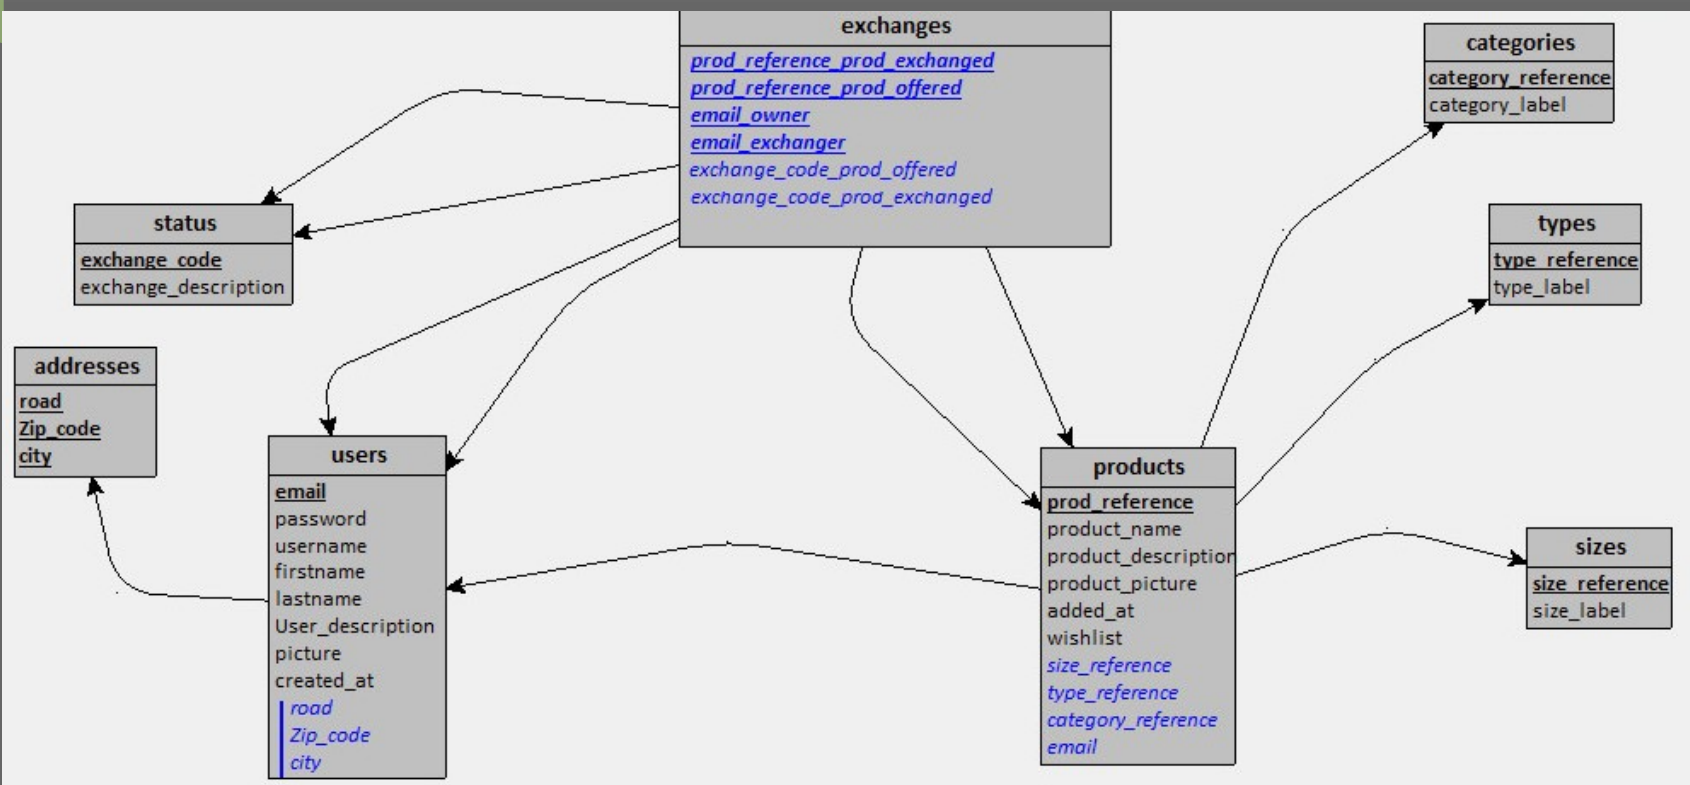 exchanges
prod_reference_prod_exchanged
prod_reference_prod_offered
email_owner
email_exchanger
exchange_code_prod_offered
exchange_code_prod_exchanged
categories
category_reference
category_label
status
exchange_code
exchange_description
types
type_reference
type_label
addresses
road
Zip_code
city
users
email
password
username
firstname
lastname
User_description
picture
created_at
road
Zip_code
city
products
prod_reference
product_name
product_description
product_picture
added_at
wishlist
size_reference
type_reference
category_reference
email
sizes
size_reference
size_label